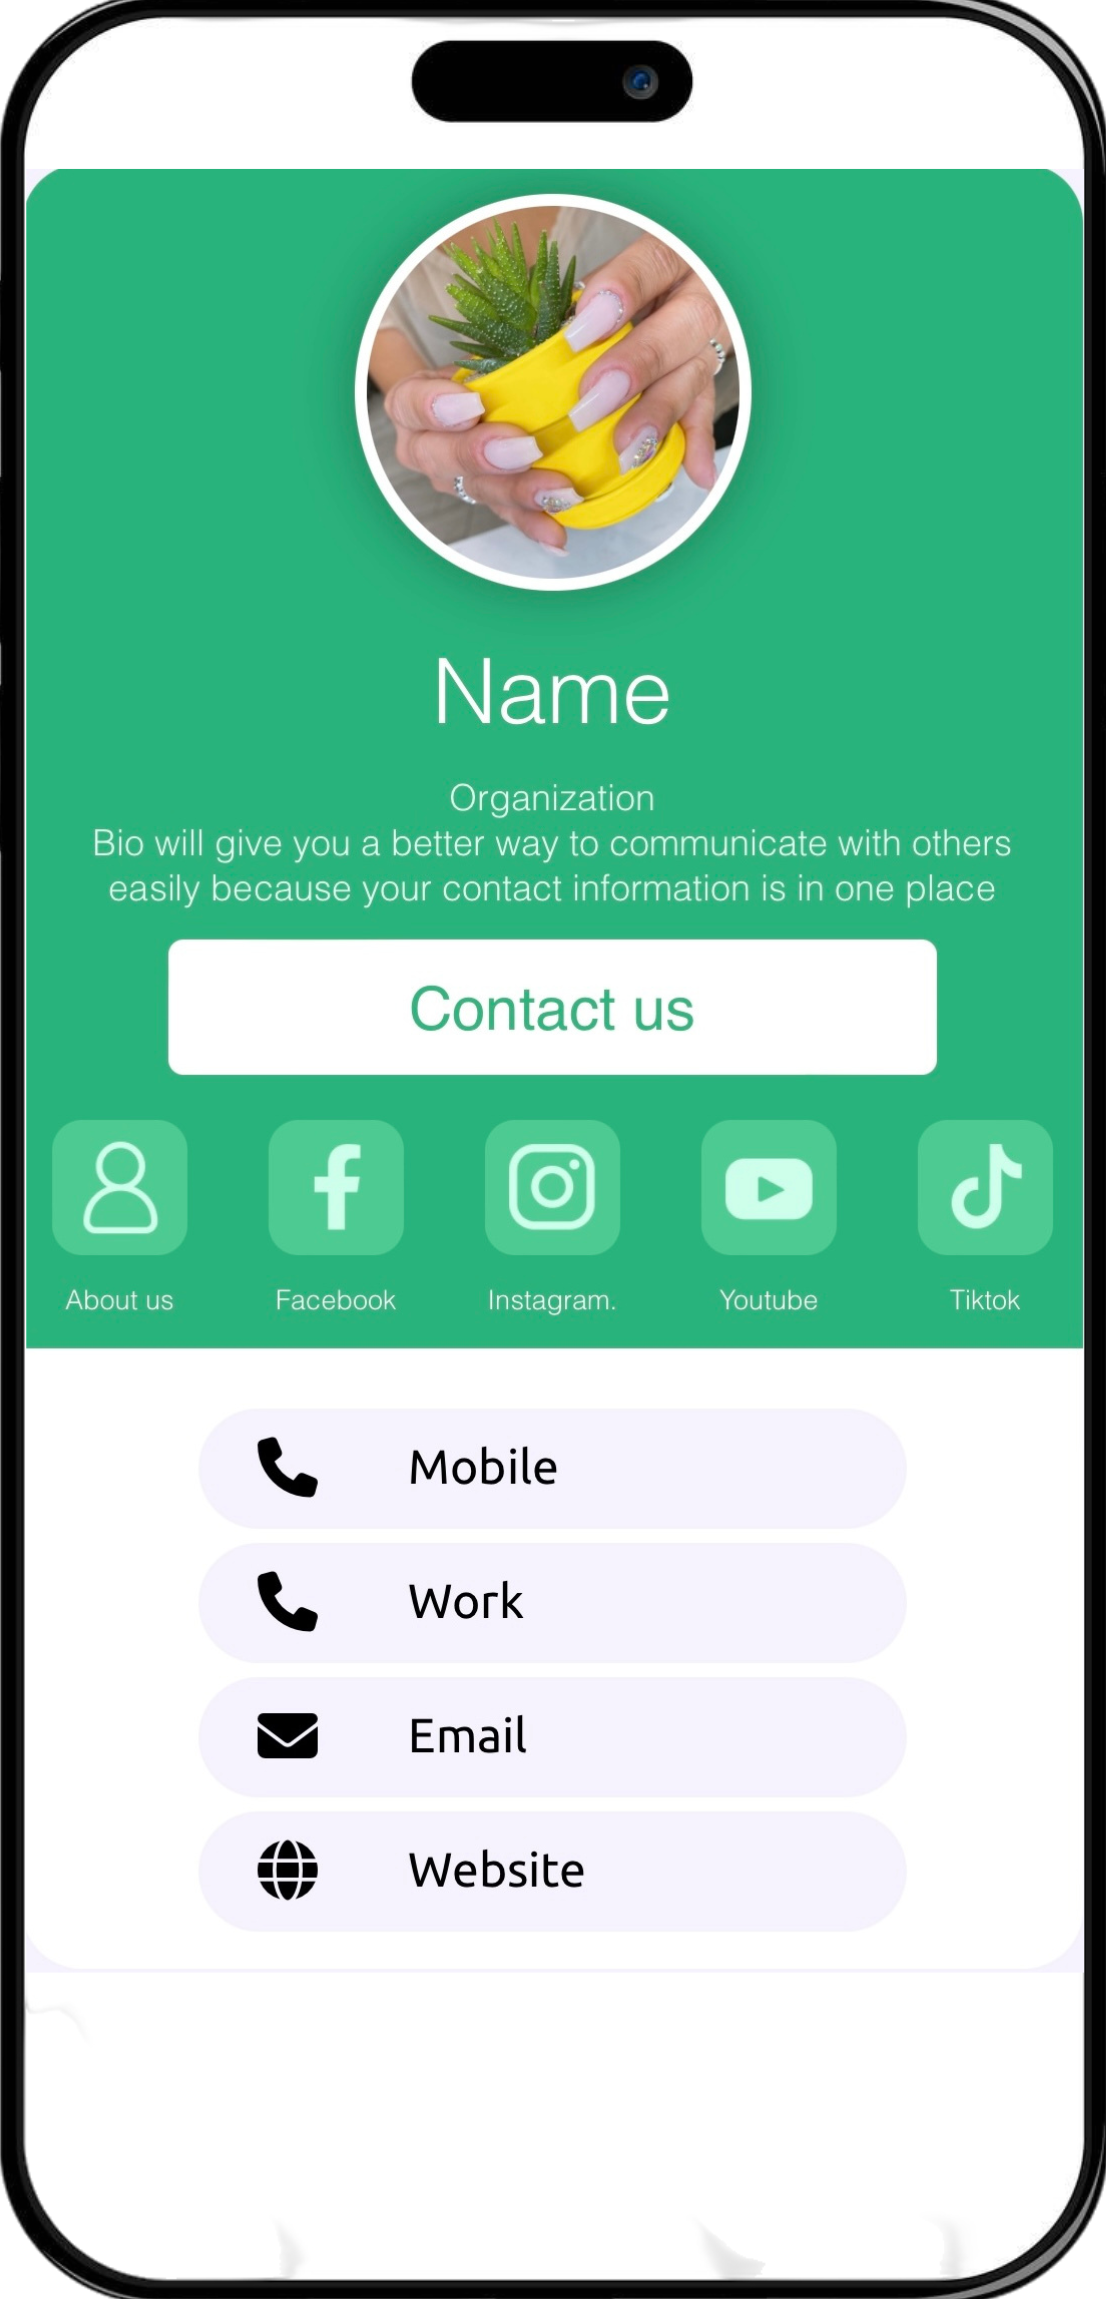 Name
Organization
Bio will give you a better way to communicate with others
easily because your contact information is in one place
Contact us
About us
Facebook
Instagram.
Youtube
Tiktok
Mobile
Work
Email
Website